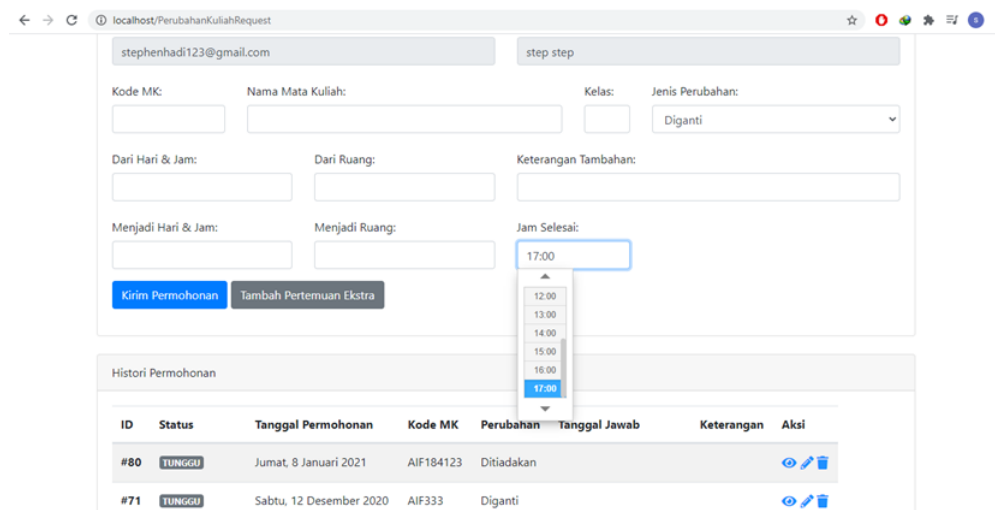 localhost/PerubahanKuliahRequest
S
stephenhadi123@gmail.com step step
Kode MK: Nama Mata Kuliah: Kelas: Jenis Perubahan:
Diganti
Dari Hari & Jam: Dari Ruang: Keterangan Tambahan:
Menjadi Hari & Jam: Menjadi Ruang: Jam Selesai:
17:00
Kirim Permohonan Tambah Pertemuan Ekstra
12:00
13:00
14:00
15:00
16:00
17:00
Histori Permohonan
ID Status Tanggal Permohonan Kode MK Perubahan Tanggal Jawab Keterangan Aksi
#80 TUNGGU Jumat, 8 Januari 2021 AIF184123 Ditiadakan
#71 TUNGGU Sabtu, 12 Desember 2020 AIF333 Diganti